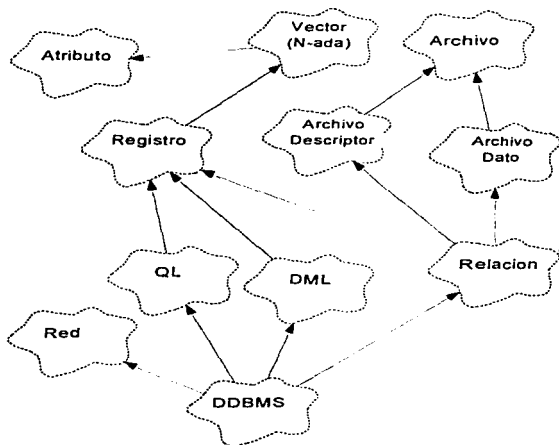 Vector
(N-ada)
Archivo
Atributo
Registro
Archivo
Descriptor
Archivo
Dato
QL
DML
Relacion
Red
DDBMS